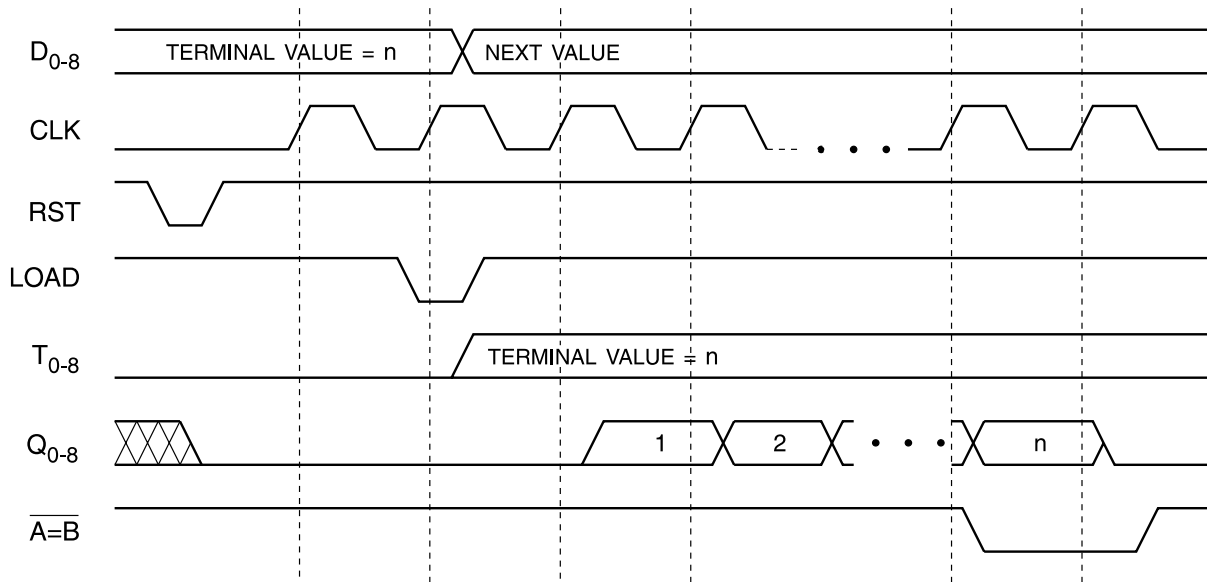 D0-8 TERMINAL VALUE = n NEXT VALUE
CLK
RST
LOAD
T0-8 TERMINAL VALUE = n
Q0-8 1 2 n
A=B